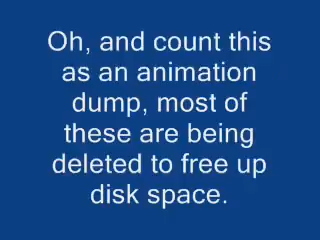 Oh, and count this
as an animation
dump, most of
these are being
deleted to free up
disk space.